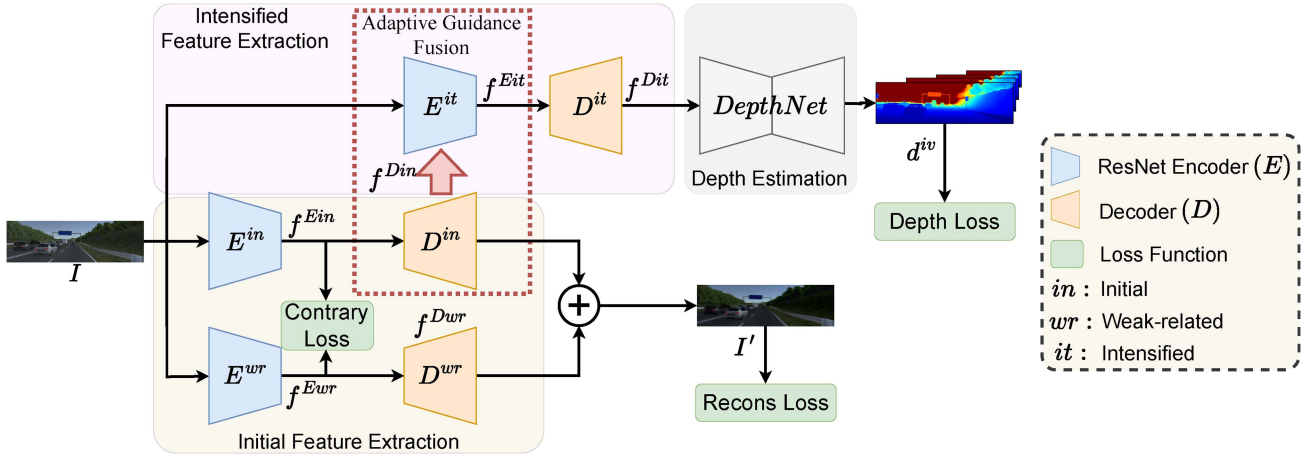 Intensified
Feature Extraction
Adaptive Guidance
Fusion
E^{it}
f^{Eit}
D^{it}
f^{Dit}
DepthNet
Depth Estimation
d^{iv}
Depth Loss
f^{Din}
I
E^{in}
f^{Ein}
D^{in}
Contrary
Loss
E^{wr}
f^{Ewr}
f^{Dwr}
D^{wr}
+
Initial Feature Extraction
I'
Recons Loss
ResNet Encoder (E)
Decoder (D)
Loss Function
in : Initial
wr : Weak-related
it : Intensified